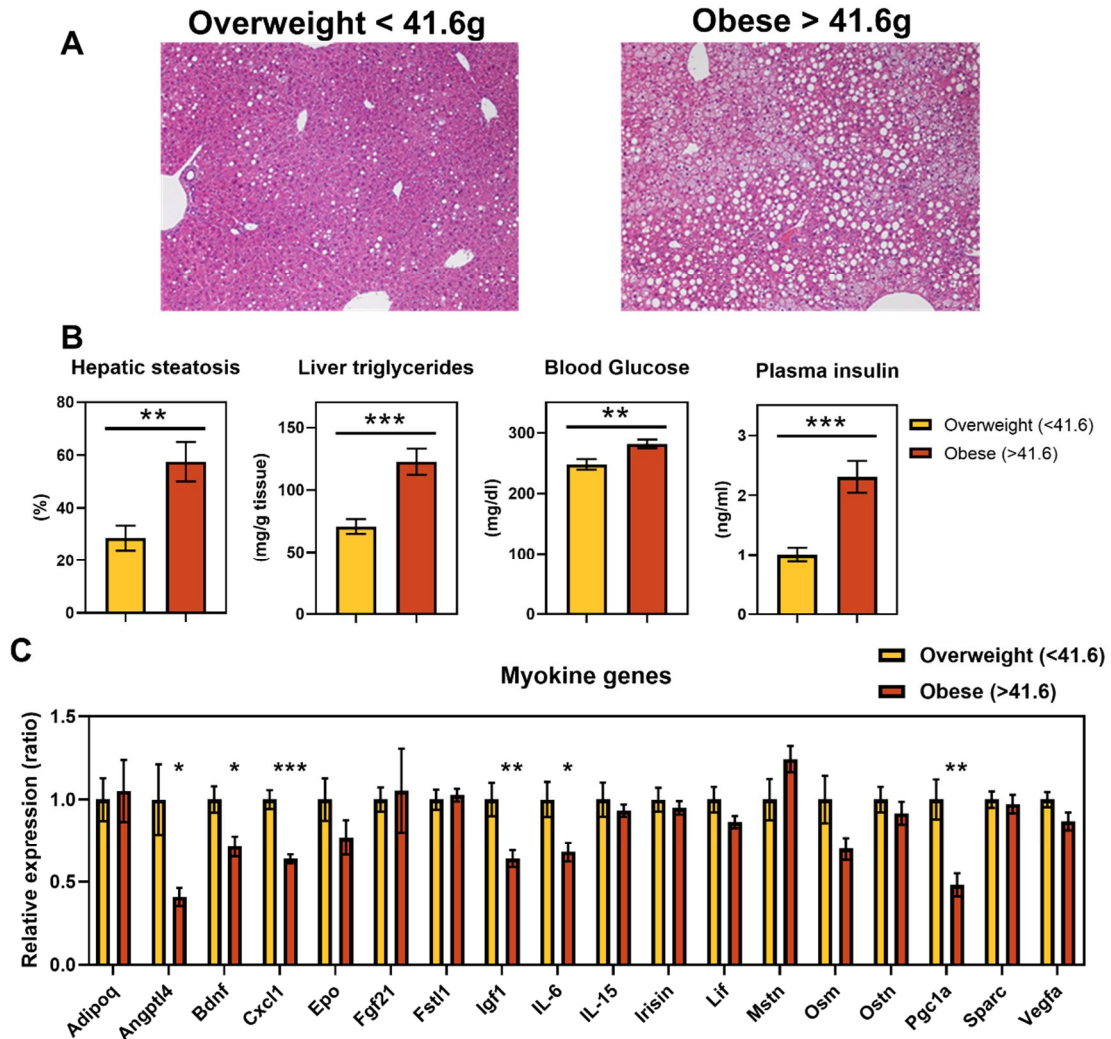 Overweight < 41.6g
Obese > 41.6g
A
B
Hepatic steatosis
Liver triglycerides
Blood Glucose
Plasma insulin
**
***
**
***
80
60
40
20
0
(%)
150
100
50
0
(mg/g tissue)
300
200
100
0
(mg/dl)
3
2
1
0
(ng/ml)
Overweight (<41.6)
Obese (>41.6)
C
Myokine genes
Overweight (<41.6)
Obese (>41.6)
Relative expression (ratio)
1.5
1.0
0.5
0.0
* * *** ** * **
Adipoq
Angptl4
Bdnf
Cxcl1
Epo
Fgf21
Fstl1
Igf1
IL-6
IL-15
Irisin
Lif
Mstn
Osm
Ostn
Pgc1a
Sparc
Vegfa